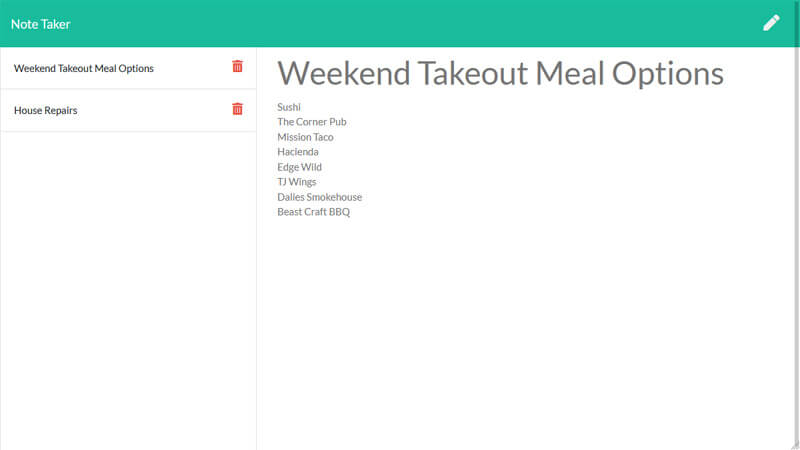 Note Taker
Weekend Takeout Meal Options
House Repairs
Weekend Takeout Meal Options
Sushi
The Corner Pub
Mission Taco
Hacienda
Edge Wild
TJ Wings
Dalies Smokehouse
Beast Craft BBQ